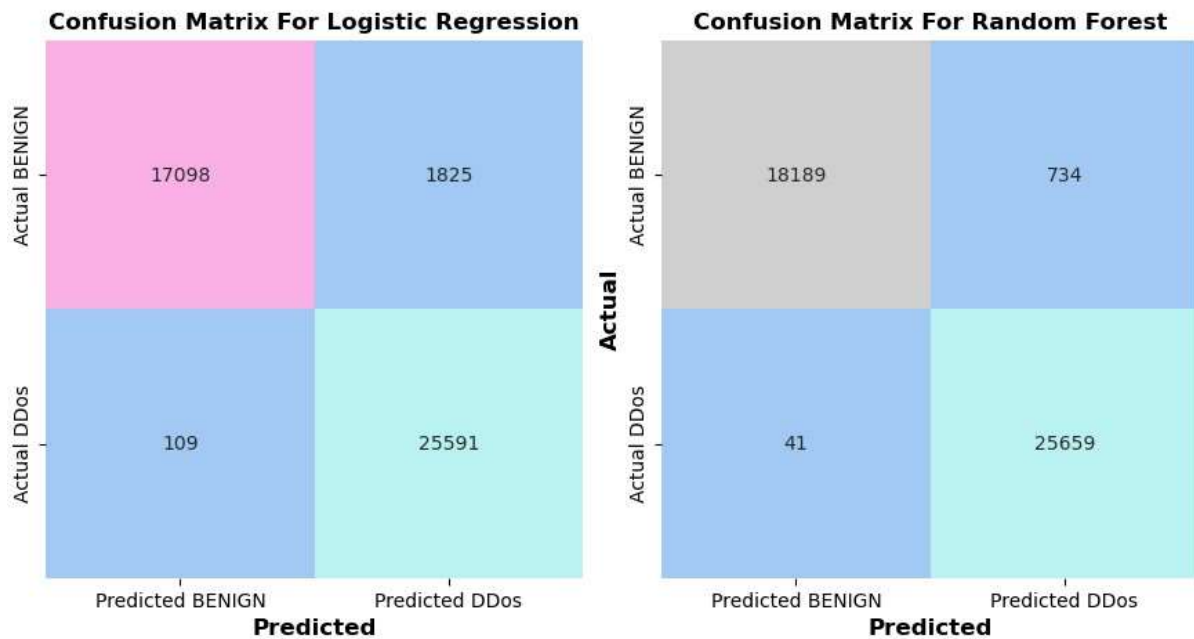 Confusion Matrix For Logistic Regression
Actual BENIGN
17098
1825
Actual DDos
109
25591
Predicted BENIGN
Predicted DDos
Predicted
Confusion Matrix For Random Forest
Actual
Actual BENIGN
18189
734
Actual DDos
41
25659
Predicted BENIGN
Predicted DDos
Predicted